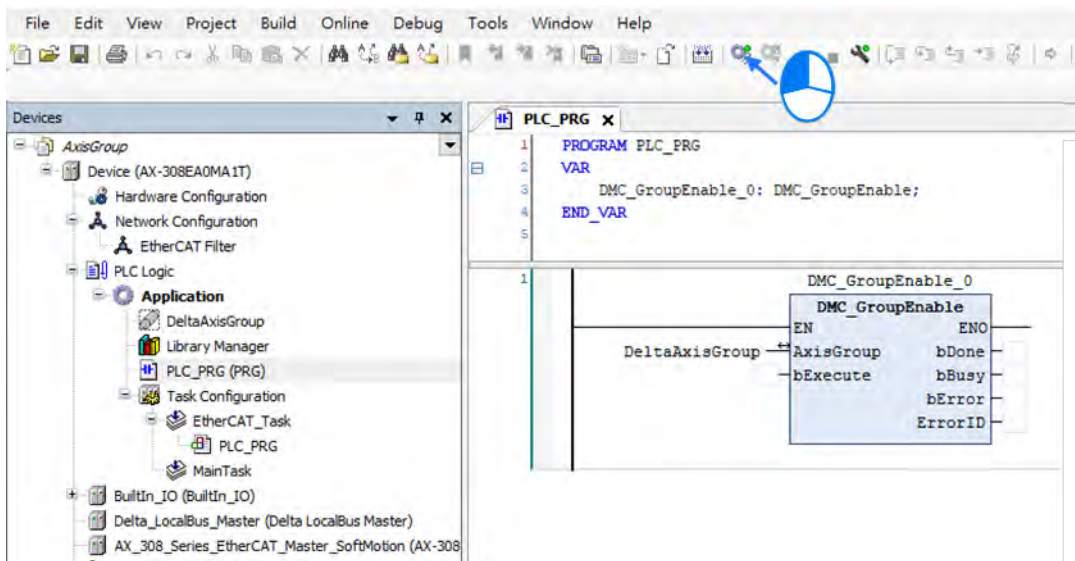 File Edit View Project Build Online Debug Tools Window Help
Devices
AxisGroup
Device (AX-308EA0MA1T)
Hardware Configuration
Network Configuration
EtherCAT Filter
PLC Logic
Application
DeltaAxisGroup
Library Manager
PLC_PRG (PRG)
Task Configuration
EtherCAT_Task
PLC_PRG
MainTask
BuiltIn_IO (BuiltIn_IO)
Delta_LocalBus_Master (Delta LocalBus Master)
AX_308_Series_EtherCAT_Master_SoftMotion (AX-308
PLC_PRG
1 PROGRAM PLC_PRG
2 VAR
3 DMC_GroupEnable_0: DMC_GroupEnable;
4 END_VAR
5
1
DMC_GroupEnable_0
DMC_GroupEnable
EN ENO
DeltaAxisGroup AxisGroup bDone
bExecute bBusy
bError
ErrorID